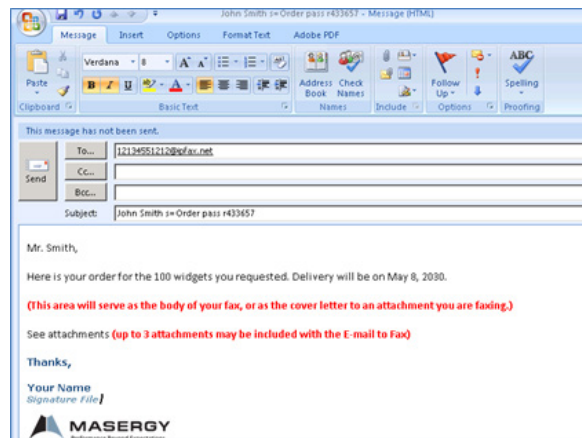 John Smith s=Order pass r433657 - Message (HTML)
Message Insert Options Format Text Adobe PDF
Verdana 8
Paste
B I U
Address Book
Check Names
Follow Up
ABC
Spelling
Clipboard Basic Text Names Include Options Proofing
This message has not been sent.
Send
To... 12134551212@ipfax.net
Cc...
Bcc...
Subject: John Smith s=Order pass r433657
Mr. Smith,
Here is your order for the 100 widgets you requested. Delivery will be on May 8, 2030.
(This area will serve as the body of your fax, or as the cover letter to an attachment you are faxing.)
See attachments (up to 3 attachments may be included with the E-mail to Fax)
Thanks,
Your Name
Signature File
MASERGY
Performance Beyond Expectations